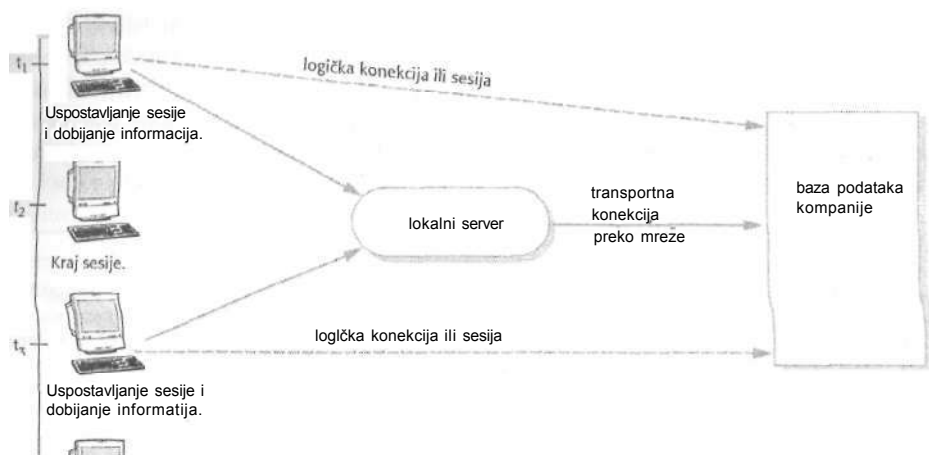 t1
logička konekcija ili sesija
Uspostavljanje sesije
i dobijanje informacija.
t2
lokalni server
transportna
konekcija
preko mreze
baza podataka
kompanije
Kraj sesije.
t3
loglčka konekcija ili sesija
Uspostavljanje sesije i
dobijanje informatija.